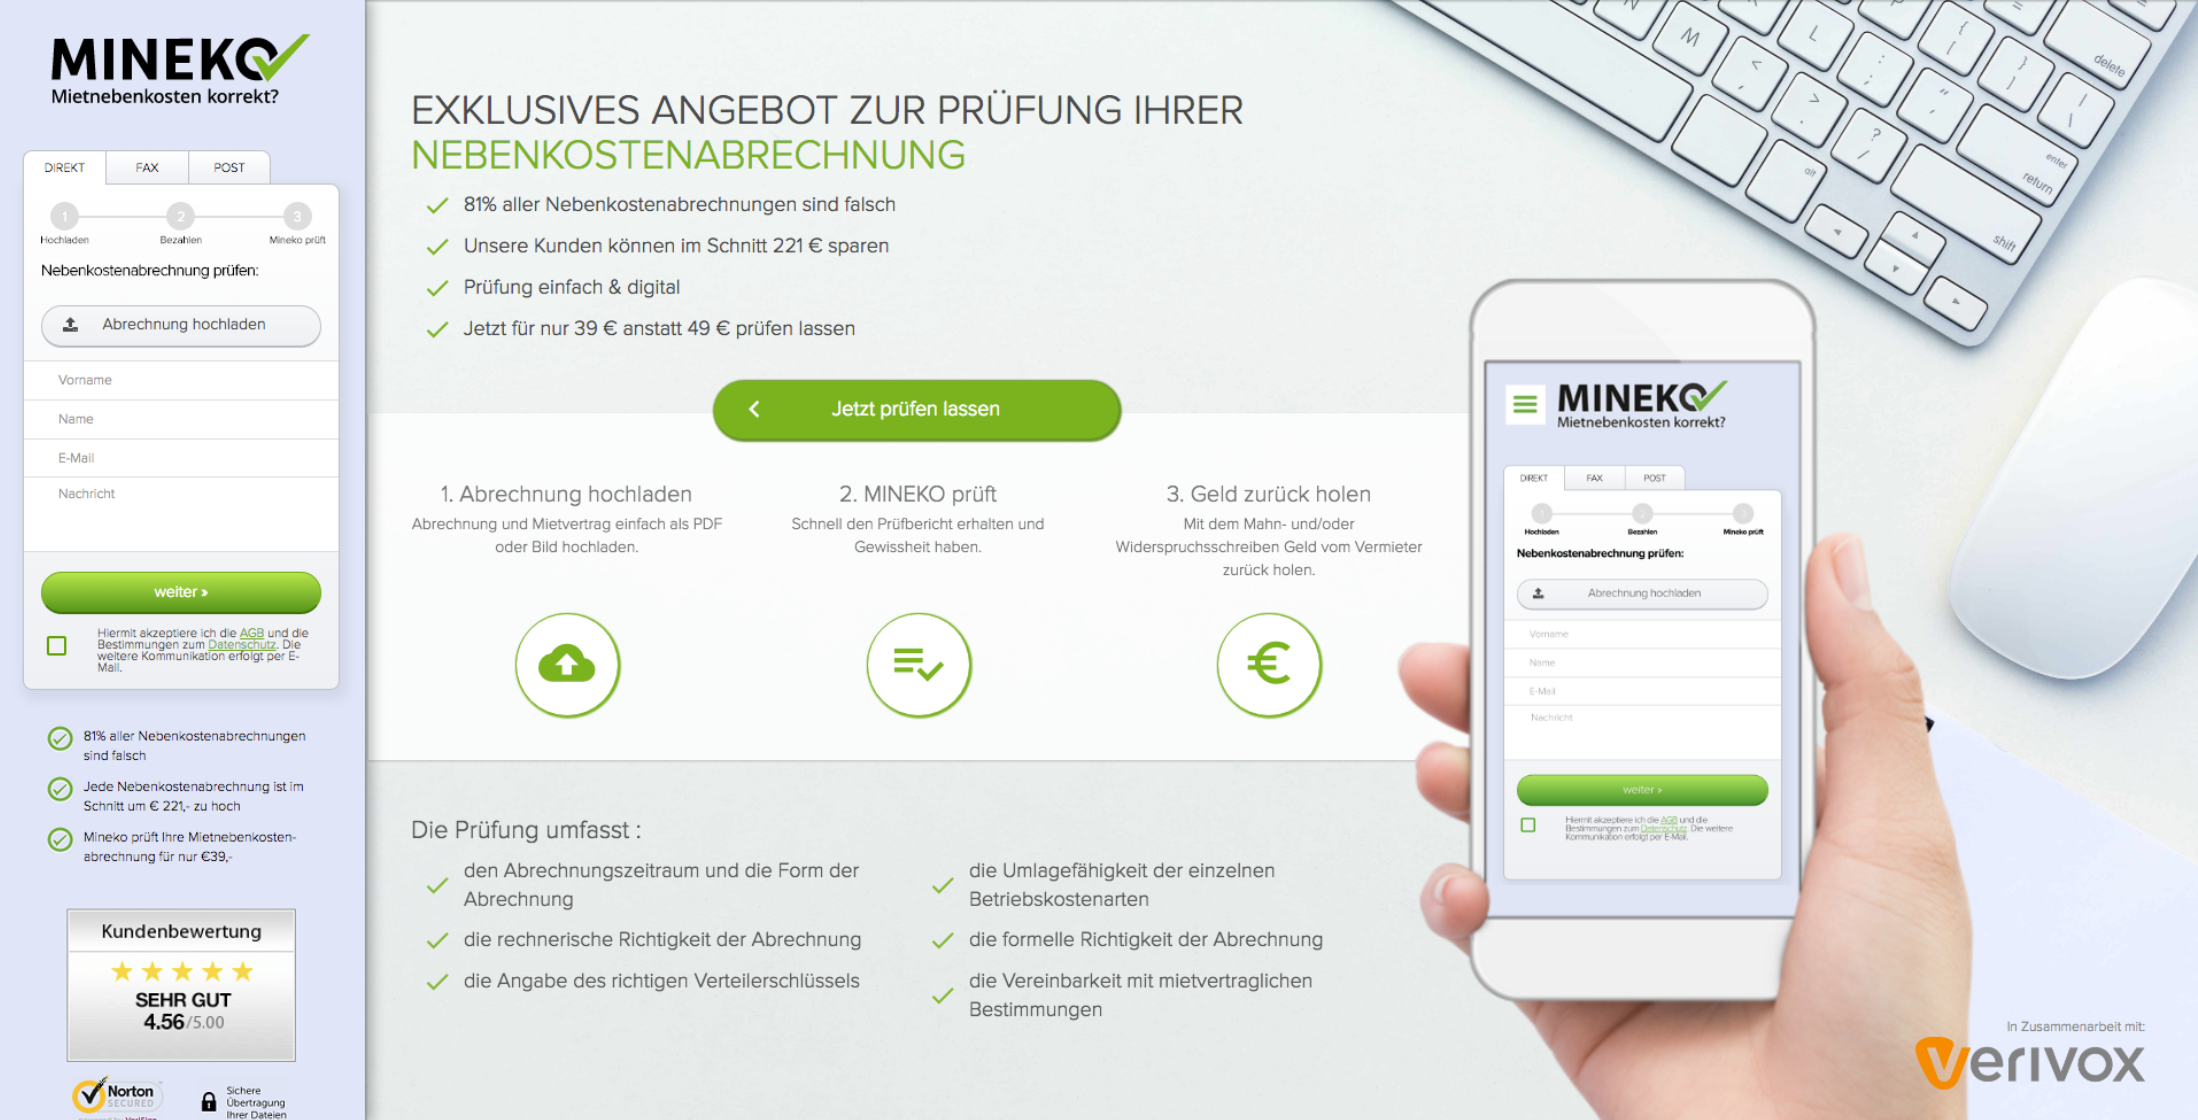 MINEKO
Mietnebenkosten korrekt?
DIREKT
FAX
POST
1
2
3
Hochladen
Bezahlen
Mineko prüft
Nebenkostenabrechnung prüfen:
Abrechnung hochladen
Vorname
Name
E-Mail
Nachricht
weiter »
Hiermit akzeptiere ich die AGB und die
Bestimmungen zum Datenschutz. Die
weitere Kommunikation erfolgt per E-
Mail.
81% aller Nebenkostenabrechnungen
sind falsch
Jede Nebenkostenabrechnung ist im
Schnitt um € 221,- zu hoch
Mineko prüft Ihre Mietnebenkosten-
abrechnung für nur €39,-
Kundenbewertung
SEHR GUT
4.56/5.00
Norton
SECURED
Sichere
Übertragung
Ihrer Dateien
EXKLUSIVES ANGEBOT ZUR PRÜFUNG IHRER
NEBENKOSTENABRECHNUNG
81% aller Nebenkostenabrechnungen sind falsch
Unsere Kunden können im Schnitt 221 € sparen
Prüfung einfach & digital
Jetzt für nur 39 € anstatt 49 € prüfen lassen
Jetzt prüfen lassen
1. Abrechnung hochladen
Abrechnung und Mietvertrag einfach als PDF
oder Bild hochladen.
2. MINEKO prüft
Schnell den Prüfbericht erhalten und
Gewissheit haben.
3. Geld zurück holen
Mit dem Mahn- und/oder
Widerspruchsschreiben Geld vom Vermieter
zurück holen.
€
Die Prüfung umfasst :
den Abrechnungszeitraum und die Form der
Abrechnung
die rechnerische Richtigkeit der Abrechnung
die Angabe des richtigen Verteilerschlüssels
die Umlagefähigkeit der einzelnen
Betriebskostenarten
die formelle Richtigkeit der Abrechnung
die Vereinbarkeit mit mietvertraglichen
Bestimmungen
MINEKO
Mietnebenkosten korrekt?
DIREKT
FAX
POST
1
2
3
Hochladen
Bezahlen
Mineko prüft
Nebenkostenabrechnung prüfen:
Abrechnung hochladen
Vorname
Name
E-Mail
Nachricht
weiter »
Hiermit akzeptiere ich die AGB und die
Bestimmungen zum Datenschutz. Die weitere
Kommunikation erfolgt per E-Mail.
M
L
alt
delete
enter
return
shift
In Zusammenarbeit mit:
Verivox